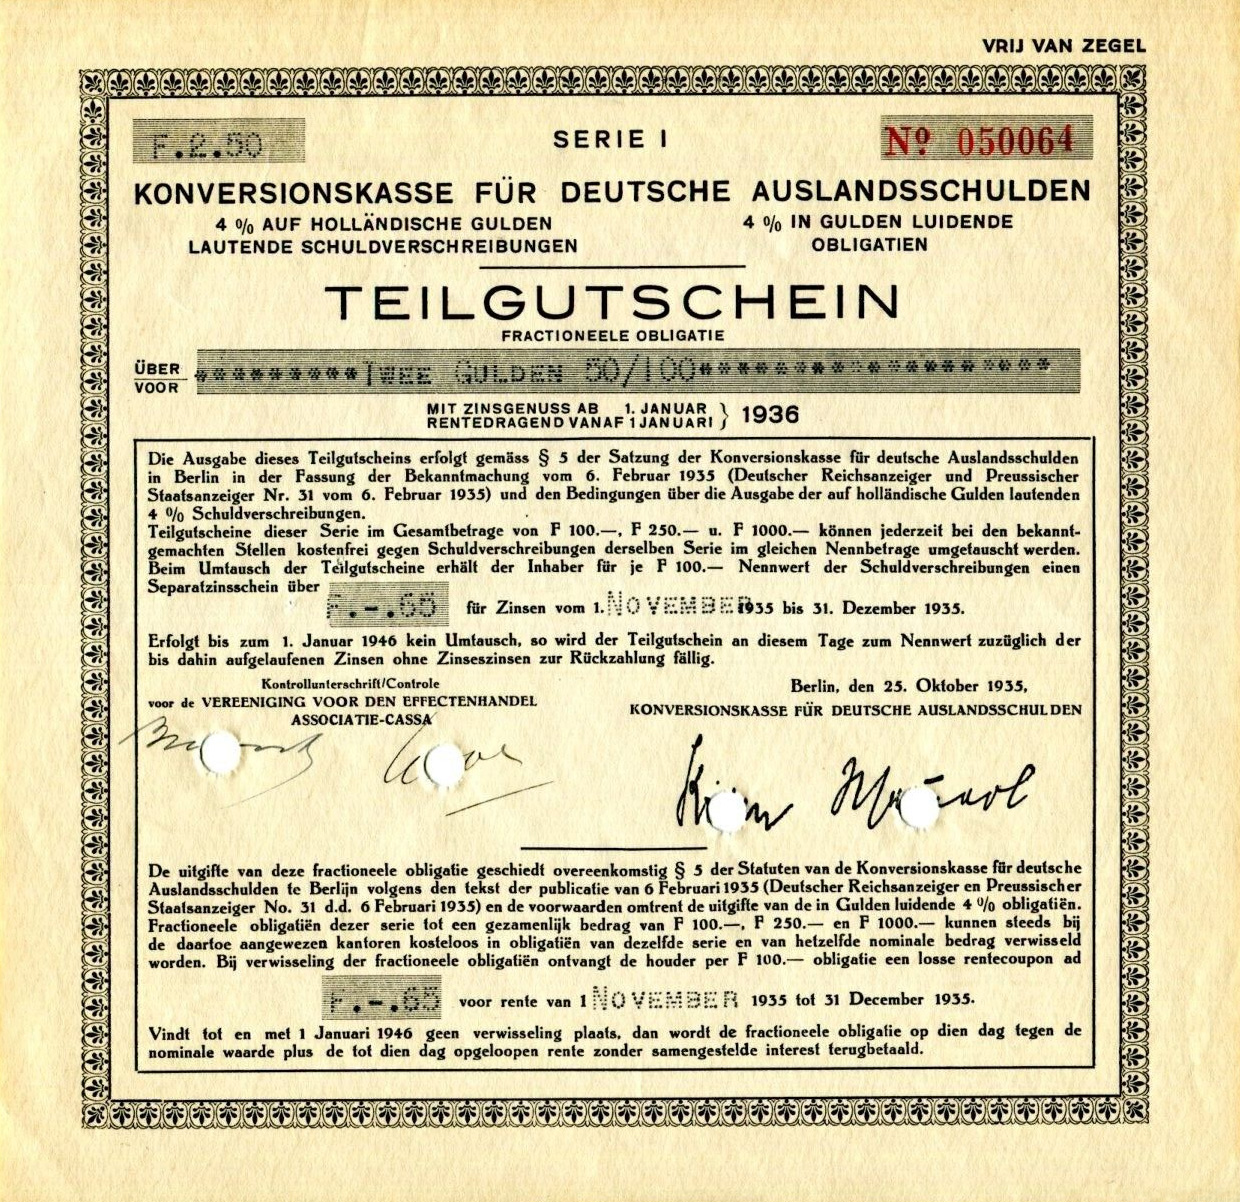 VRIJ VAN ZEGEL
F.2.50
SERIE I
Nº 050064
KONVERSIONSKASSE FÜR DEUTSCHE AUSLANDSSCHULDEN
4 % AUF HOLLÄNDISCHE GULDEN
LAUTENDE SCHULDVERSCHREIBUNGEN
4 % IN GULDEN LUIDENDE
OBLIGATIEN
TEILGUTSCHEIN
FRACTIONEELE OBLIGATIE
ÜBER
VOOR
*********TWEE GULDEN 50/100*******************
MIT ZINSGENUSS AB 1. JANUAR
RENTEDRAGEND VANAF 1 JANUARI } 1936
Die Ausgabe dieses Teilgutscheins erfolgt gemäss § 5 der Satzung der Konversionskasse für deutsche Auslandsschulden
in Berlin in der Fassung der Bekanntmachung vom 6. Februar 1935 (Deutscher Reichsanzeiger und Preussischer
Staatsanzeiger Nr. 31 vom 6. Februar 1935) und den Bedingungen über die Ausgabe der auf holländische Gulden lautenden
4 % Schuldverschreibungen.
Teilgutscheine dieser Serie im Gesamtbetrage von F 100.—, F 250.— u. F 1000.— können jederzeit bei den bekannt-
gemachten Stellen kostenfrei gegen Schuldverschreibungen derselben Serie im gleichen Nennbetrage umgetauscht werden.
Beim Umtausch der Teilgutscheine erhält der Inhaber für je F 100.— Nennwert der Schuldverschreibungen einen
Separatzinsschein über
F.-.65 für Zinsen vom 1. NOVEMBER 1935 bis 31. Dezember 1935.
Erfolgt bis zum 1. Januar 1946 kein Umtausch, so wird der Teilgutschein an diesem Tage zum Nennwert zuzüglich der
bis dahin aufgelaufenen Zinsen ohne Zinseszinsen zur Rückzahlung fällig.
Kontrollunterschrift/Controle
voor de VEREENIGING VOOR DEN EFFECTENHANDEL
ASSOCIATIE-CASSA
Berlin, den 25. Oktober 1935,
KONVERSIONSKASSE FÜR DEUTSCHE AUSLANDSSCHULDEN
De uitgifte van deze fractioneele obligatie geschiedt overeenkomstig § 5 der Statuten van de Konversionskasse für deutsche
Auslandsschulden te Berlijn volgens den tekst der publicatie van 6 Februari 1935 (Deutscher Reichsanzeiger en Preussischer
Staatsanzeiger No. 31 d.d. 6 Februari 1935) en de voorwaarden omtrent de uitgifte van de in Gulden luidende 4 % obligatiën.
Fractioneele obligatiën dezer serie tot een gezamenlijk bedrag van F 100.—, F 250.— en F 1000.— kunnen steeds bij
de daartoe aangewezen kantoren kosteloos in obligatiën van dezelfde serie en van hetzelfde nominale bedrag verwisseld
worden. Bij verwisseling der fractioneele obligatiën ontvangt de houder per F 100.— obligatie een losse rentecoupon ad
F.-.65 voor rente van 1 NOVEMBER 1935 tot 31 December 1935.
Vindt tot en met 1 Januari 1946 geen verwisseling plaats, dan wordt de fractioneele obligatie op dien dag tegen de
nominale waarde plus de tot dien dag opgeloopen rente zonder samengestelde interest terugbetaald.